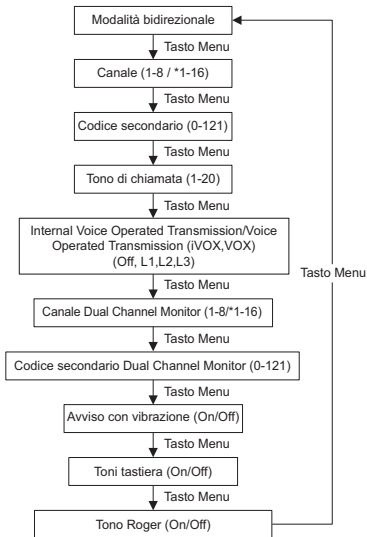 Modalità bidirezionale
Tasto Menu
Canale (1-8 / *1-16)
Tasto Menu
Codice secondario (0-121)
Tasto Menu
Tono di chiamata (1-20)
Tasto Menu
Internal Voice Operated Transmission/Voice
Operated Transmission (iVOX,VOX)
(Off, L1,L2,L3)
Tasto Menu
Tasto Menu
Canale Dual Channel Monitor (1-8/*1-16)
Tasto Menu
Codice secondario Dual Channel Monitor (0-121)
Tasto Menu
Avviso con vibrazione (On/Off)
Tasto Menu
Toni tastiera (On/Off)
Tasto Menu
Tono Roger (On/Off)